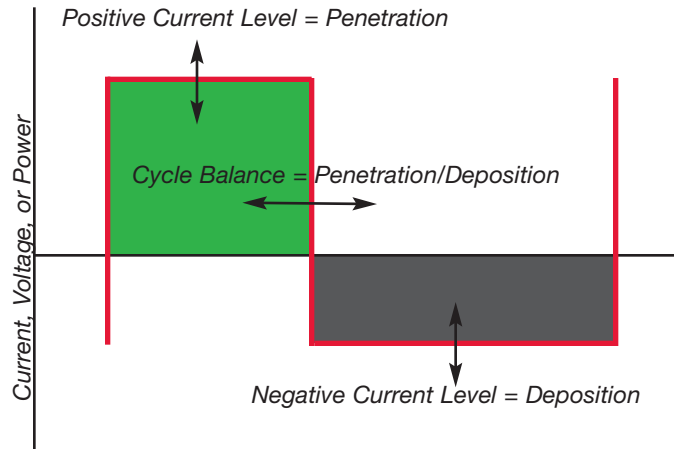 Positive Current Level = Penetration
Current, Voltage, or Power
Cycle Balance = Penetration/Deposition
Negative Current Level = Deposition